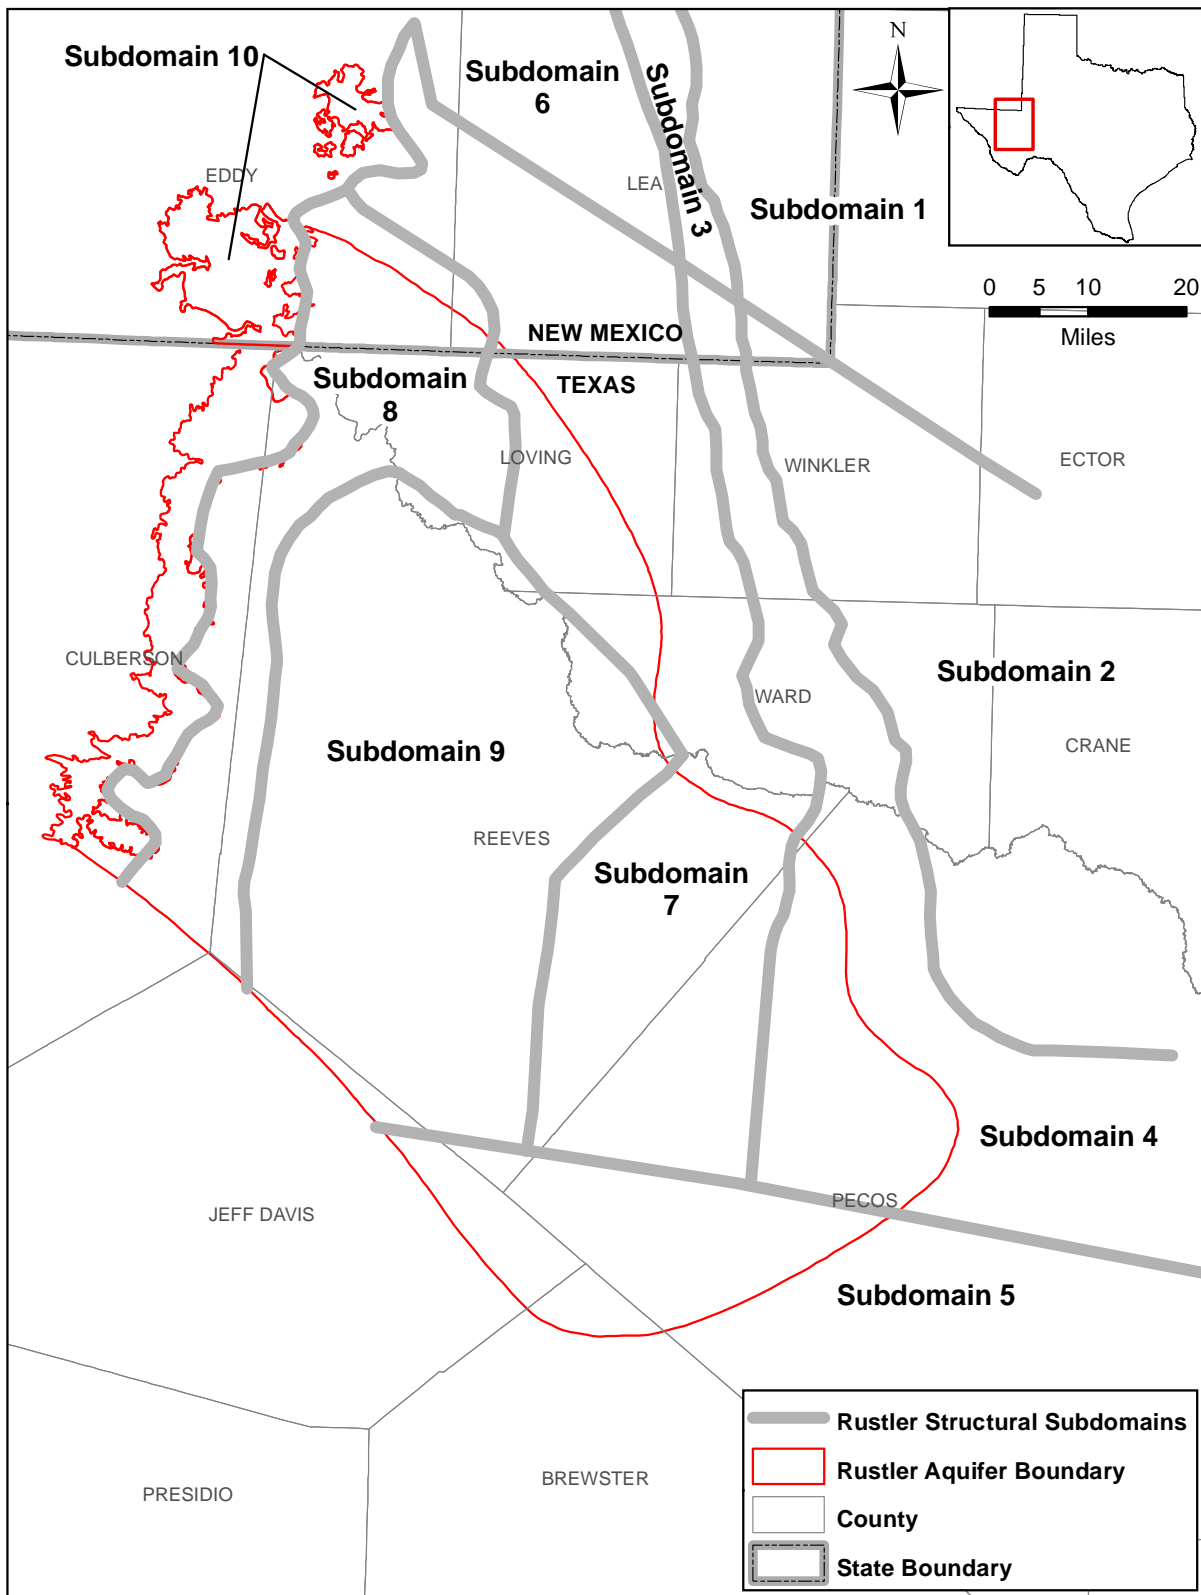 N
Subdomain 10
Subdomain
6
Subdomain 3
EDDY
LEA
Subdomain 1
0 5 10 20
Miles
NEW MEXICO
TEXAS
Subdomain
8
LOVING
WINKLER
ECTOR
CULBERSON
Subdomain 2
WARD
CRANE
Subdomain 9
REEVES
Subdomain
7
Subdomain 4
PECOS
JEFF DAVIS
Subdomain 5
PRESIDIO
BREWSTER
Rustler Structural Subdomains
Rustler Aquifer Boundary
County
State Boundary